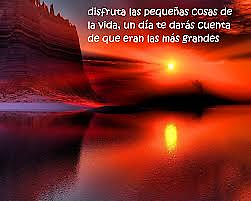 disfruta las pequeñas cosas de
la vida, un día te darás cuenta
de que eran las más grandes